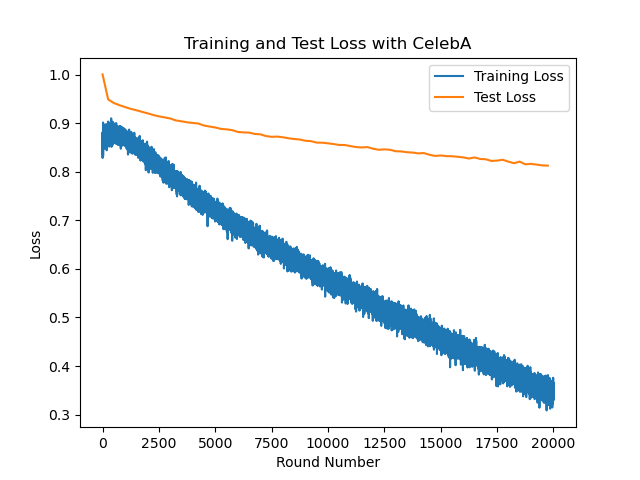 Training and Test Loss with CelebA
Training Loss
Test Loss
1.0
0.9
0.8
0.7
0.6
0.5
0.4
0.3
Loss
0 2500 5000 7500 10000 12500 15000 17500 20000
Round Number